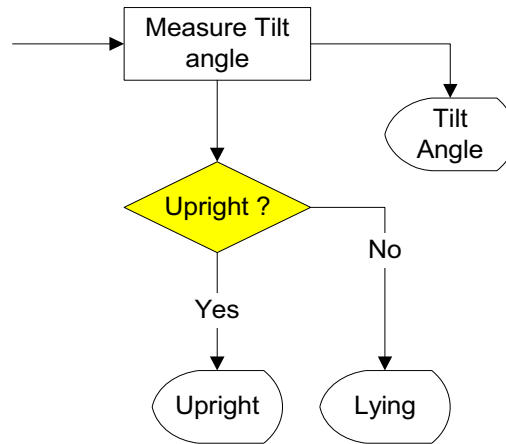 Measure Tilt
angle
Tilt
Angle
Upright ?
No
Yes
Upright
Lying